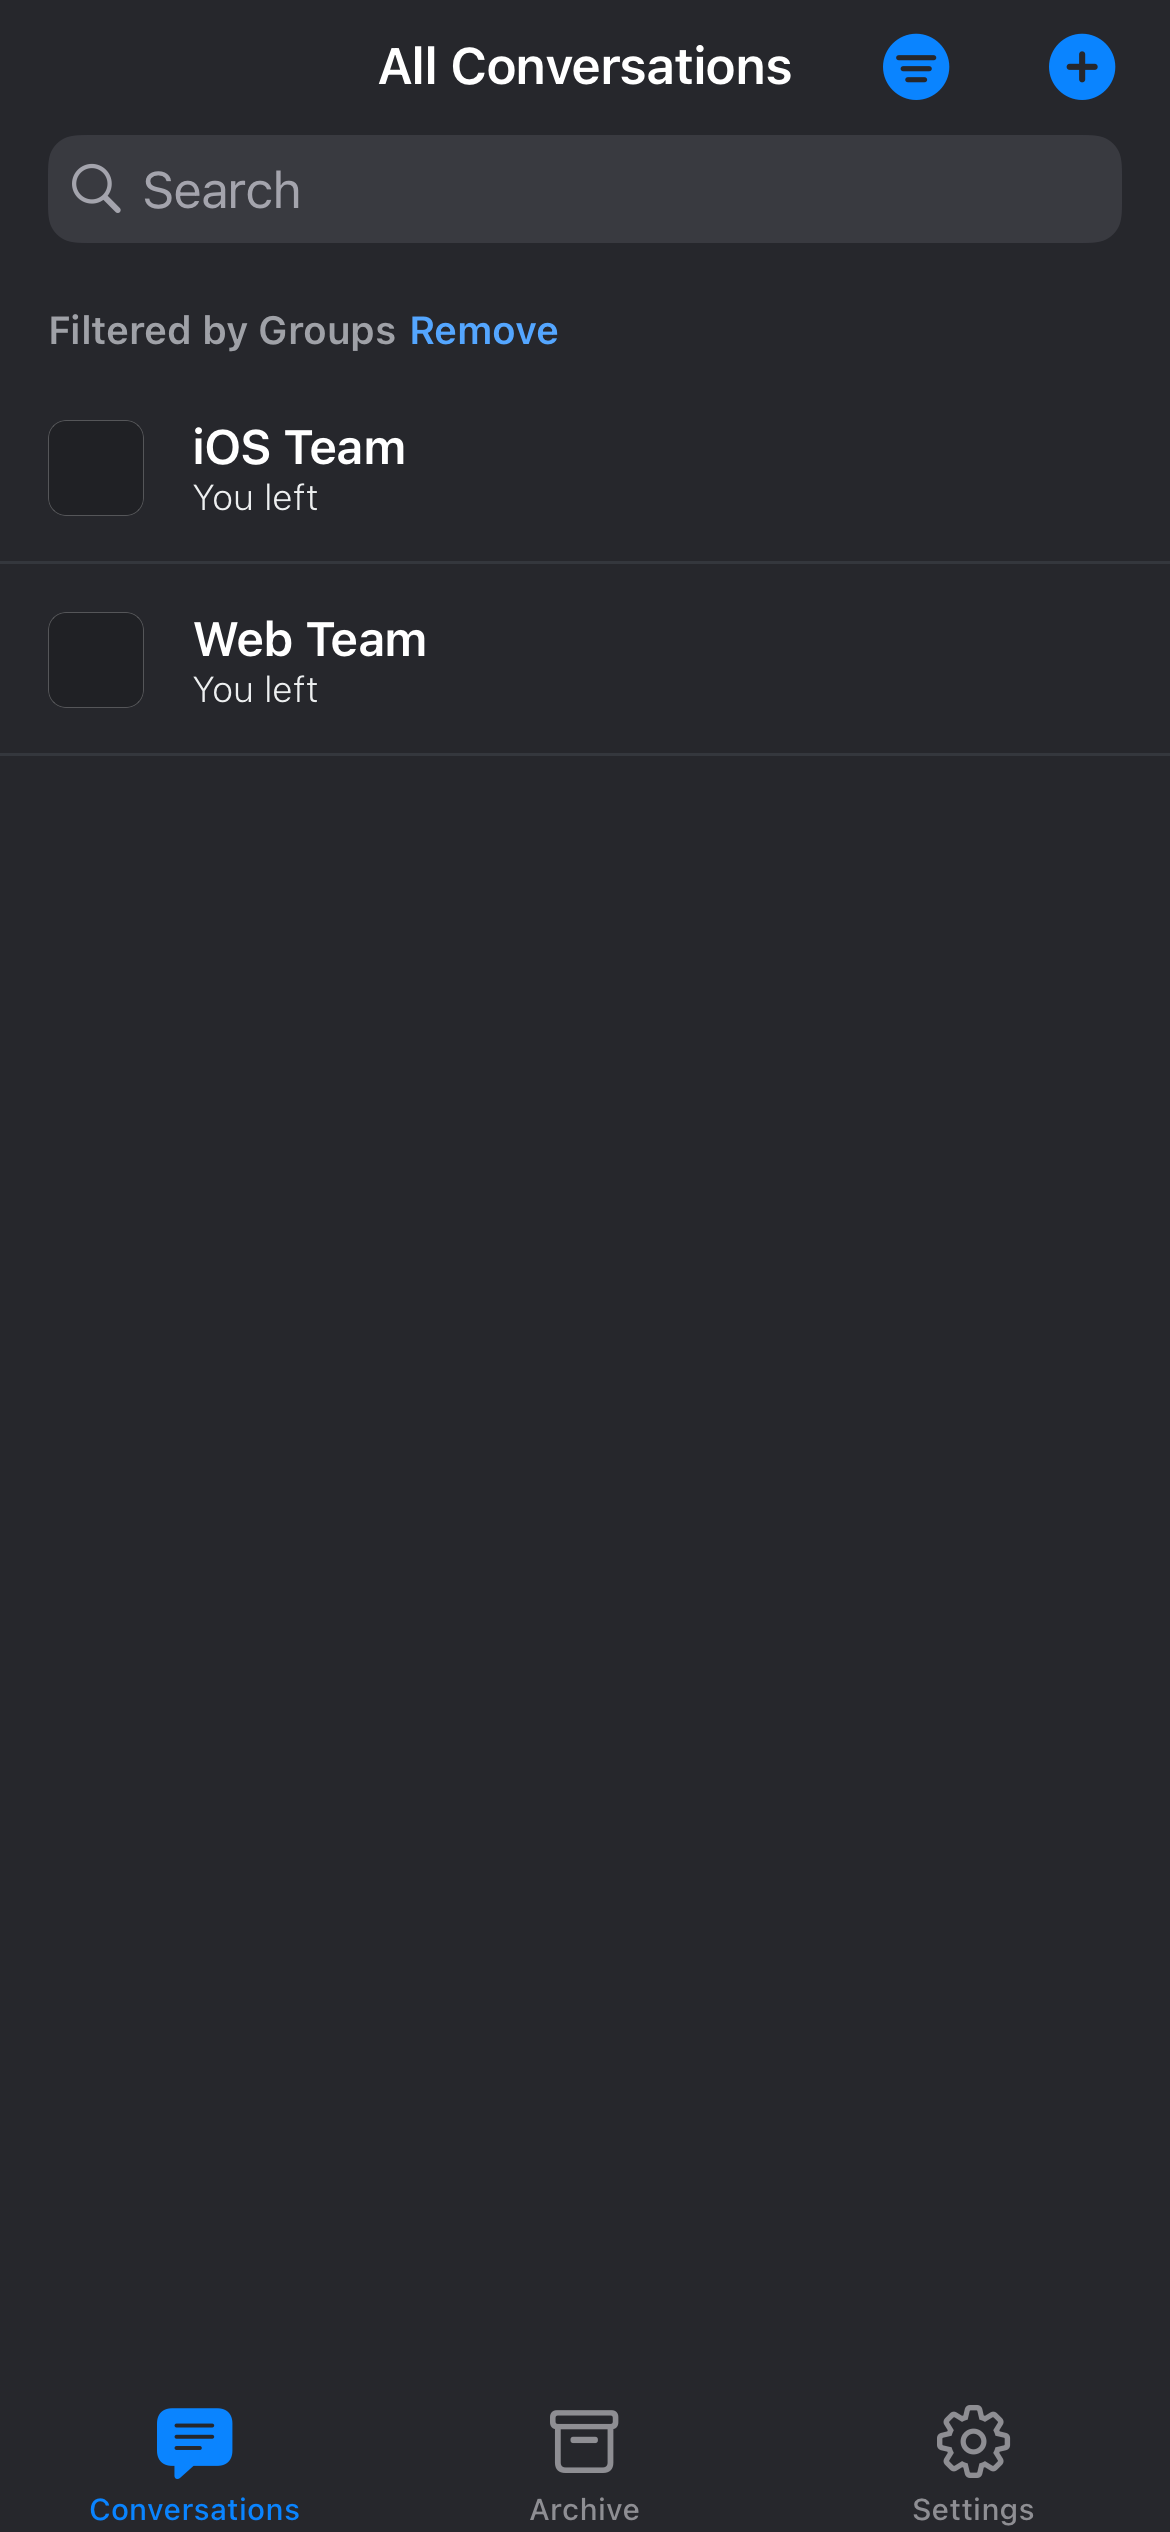 All Conversations
Search
Filtered by Groups Remove
iOS Team
You left
Web Team
You left
Conversations
Archive
Settings